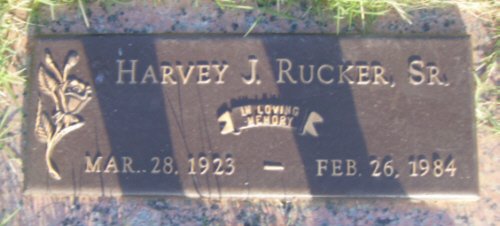 HARVEY J. RUCKER, SR.
IN LOVING
MEMORY
MAR. 28, 1923 – FEB. 26, 1984